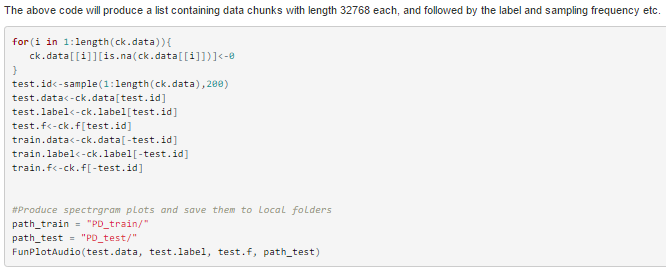 The above code will produce a list containing data chunks with length 32768 each, and followed by the label and sampling frequency etc.
for(i in 1:length(ck.data)){
ck.data[[i]][is.na(ck.data[[i]])]<-0
}
test.id<-sample(1:length(ck.data),200)
test.data<-ck.data[test.id]
test.label<-ck.label[test.id]
test.f<-ck.f[test.id]
train.data<-ck.data[-test.id]
train.label<-ck.label[-test.id]
train.f<-ck.f[-test.id]
#Produce spectrgram plots and save them to local folders
path_train = "PD_train/"
path_test = "PD_test/"
FunPlotAudio(test.data, test.label, test.f, path_test)